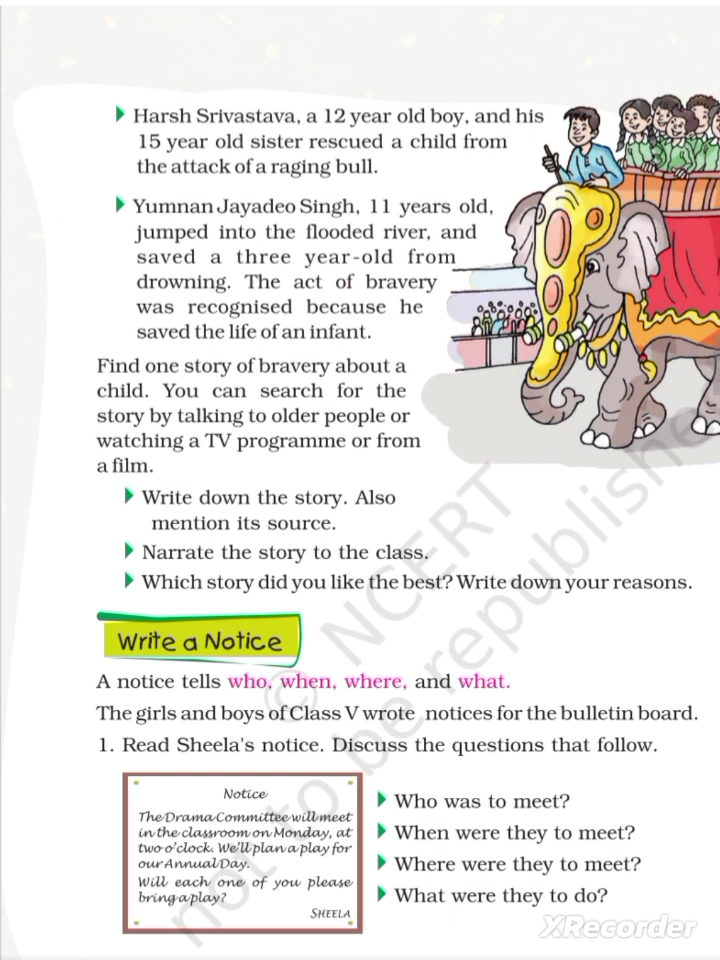 Harsh Srivastava, a 12 year old boy, and his
15 year old sister rescued a child from
the attack of a raging bull.
Yumnan Jayadeo Singh, 11 years old,
jumped into the flooded river, and
saved a three year-old from
drowning. The act of bravery
was recognised because he
saved the life of an infant.
Find one story of bravery about a
child. You can search for the
story by talking to older people or
watching a TV programme or from
a film.
Write down the story. Also
mention its source.
Narrate the story to the class.
Which story did you like the best? Write down your reasons.
Write a Notice
A notice tells who, when, where, and what.
The girls and boys of Class V wrote notices for the bulletin board.
1. Read Sheela's notice. Discuss the questions that follow.
Notice
The Drama Committee will meet
in the classroom on Monday, at
two o'clock. We'll plan a play for
our Annual Day.
Will each one of you please
bring a play?
SHEELA
Who was to meet?
When were they to meet?
Where were they to meet?
What were they to do?
© NCERT
not to be republished
XRecorder